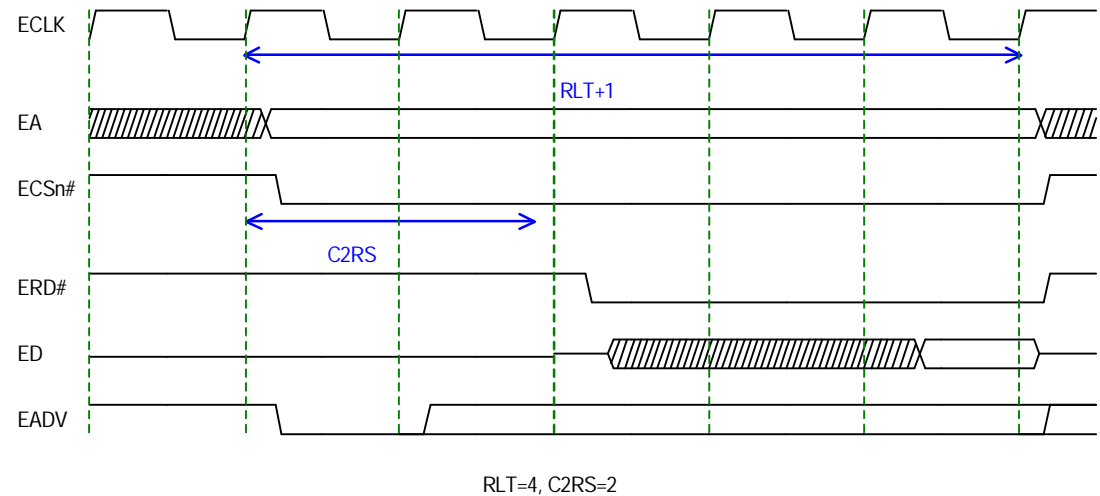 ECLK
RLT+1
EA
ECSn#
C2RS
ERD#
ED
EADV
RLT=4, C2RS=2